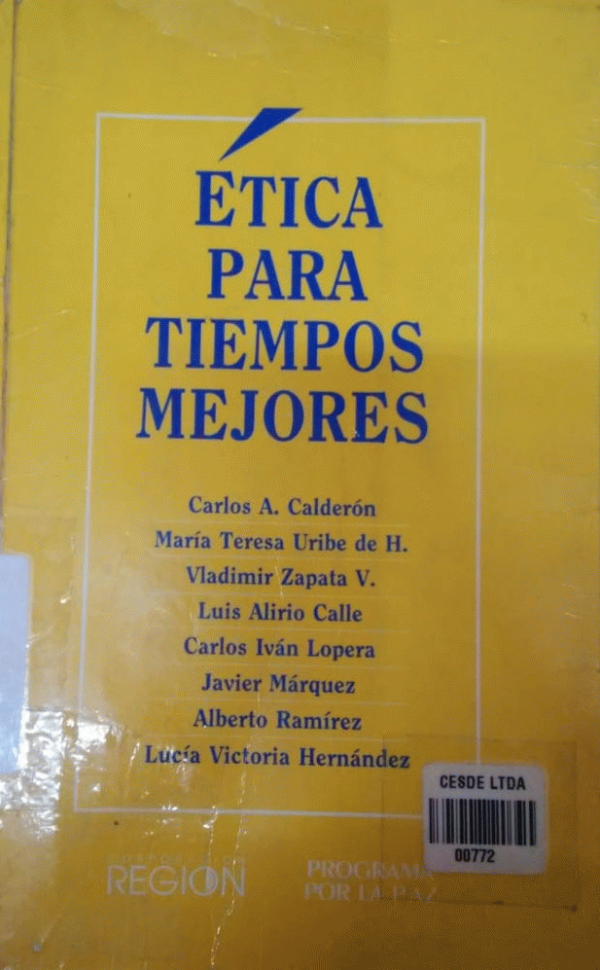 ÉTICA
PARA
TIEMPOS
MEJORES
Carlos A. Calderón
María Teresa Uribe de H.
Vladimir Zapata V.
Luis Alirio Calle
Carlos Iván Lopera
Javier Márquez
Alberto Ramírez
Lucía Victoria Hernández
CESDE LTDA
00772
CORPORACION
REGION
PROGRAMA
POR LA PAZ